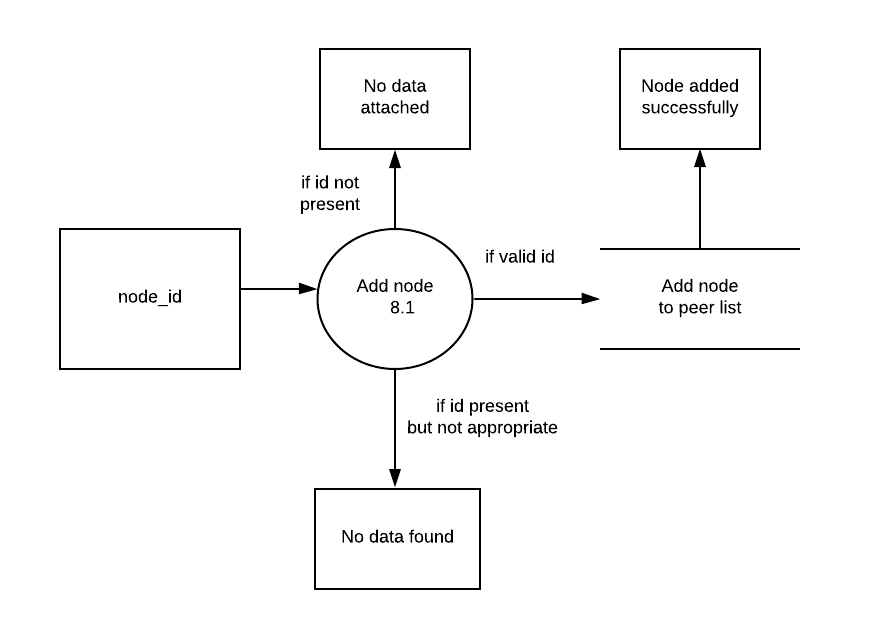 No data
attached
Node added
successfully
if id not
present
if valid id
node_id
Add node
8.1
Add node
to peer list
if id present
but not appropriate
No data found